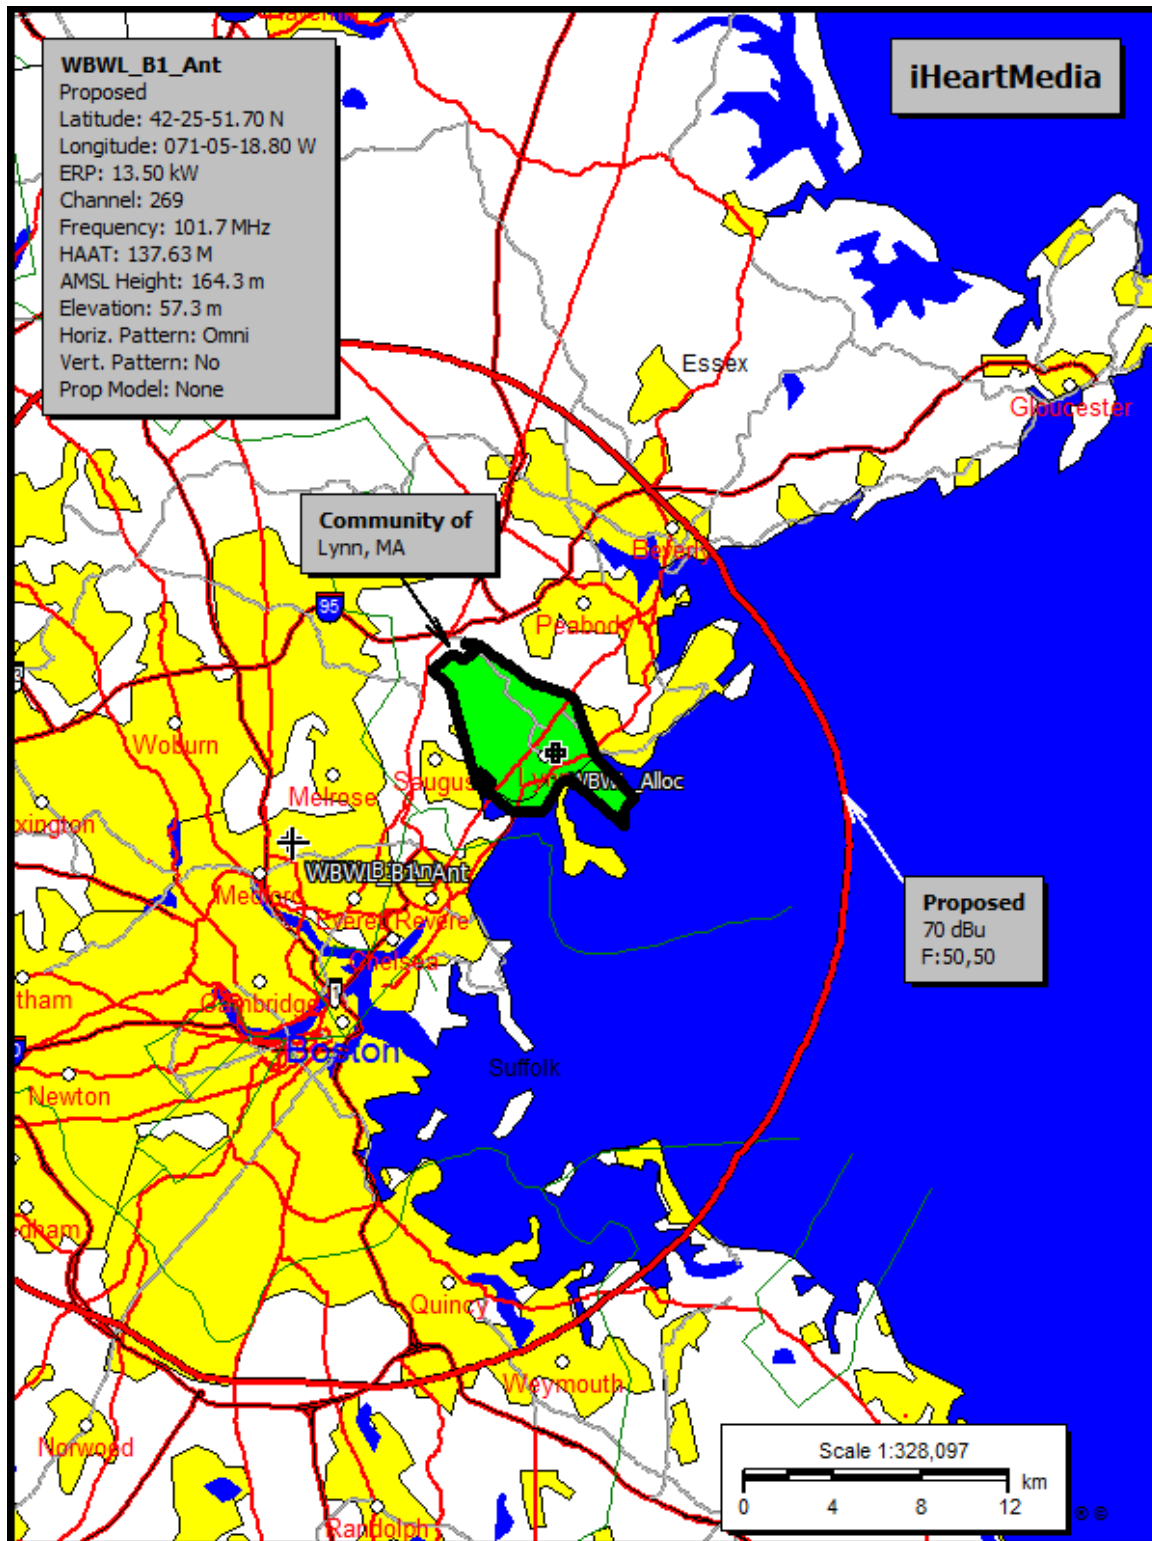 Haverhill
WBWL_B1_Ant
Proposed
Latitude: 42-25-51.70 N
Longitude: 071-05-18.80 W
ERP: 13.50 kW
Channel: 269
Frequency: 101.7 MHz
HAAT: 137.63 M
AMSL Height: 164.3 m
Elevation: 57.3 m
Horiz. Pattern: Omni
Vert. Pattern: No
Prop Model: None
iHeartMedia
Essex
Gloucester
Community of
Lynn, MA
Beverly
95
Peabody
Woburn
Saugus
WBWL_Alloc
Melrose
xington
WBWL_B1_Ant
Medford
Everett
Revere
Proposed
70 dBu
F:50,50
Chelsea
tham
Cambridge
1
Boston
Suffolk
Newton
dham
Quincy
Weymouth
Norwood
Scale 1:328,097
km
0 4 8 12
Randolph